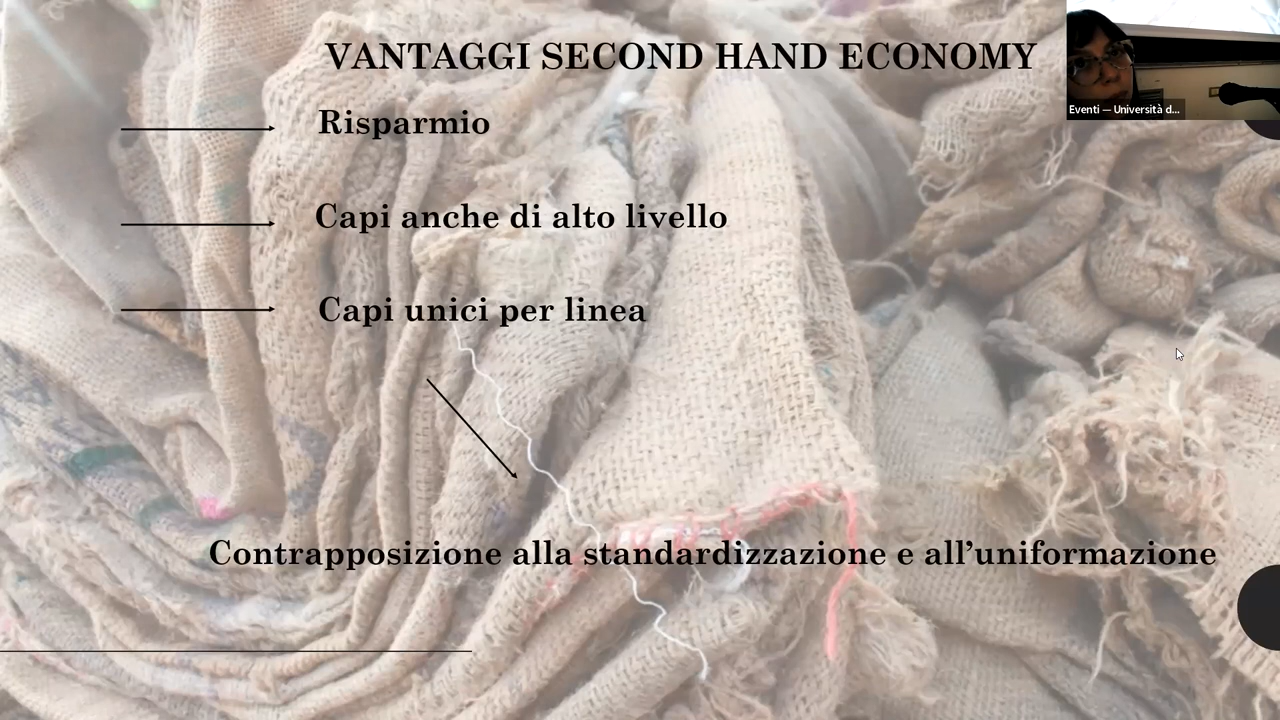 VANTAGGI SECOND HAND ECONOMY
Risparmio
Capi anche di alto livello
Capi unici per linea
Contrapposizione alla standardizzazione e all’uniformazione
Eventi — Università d...